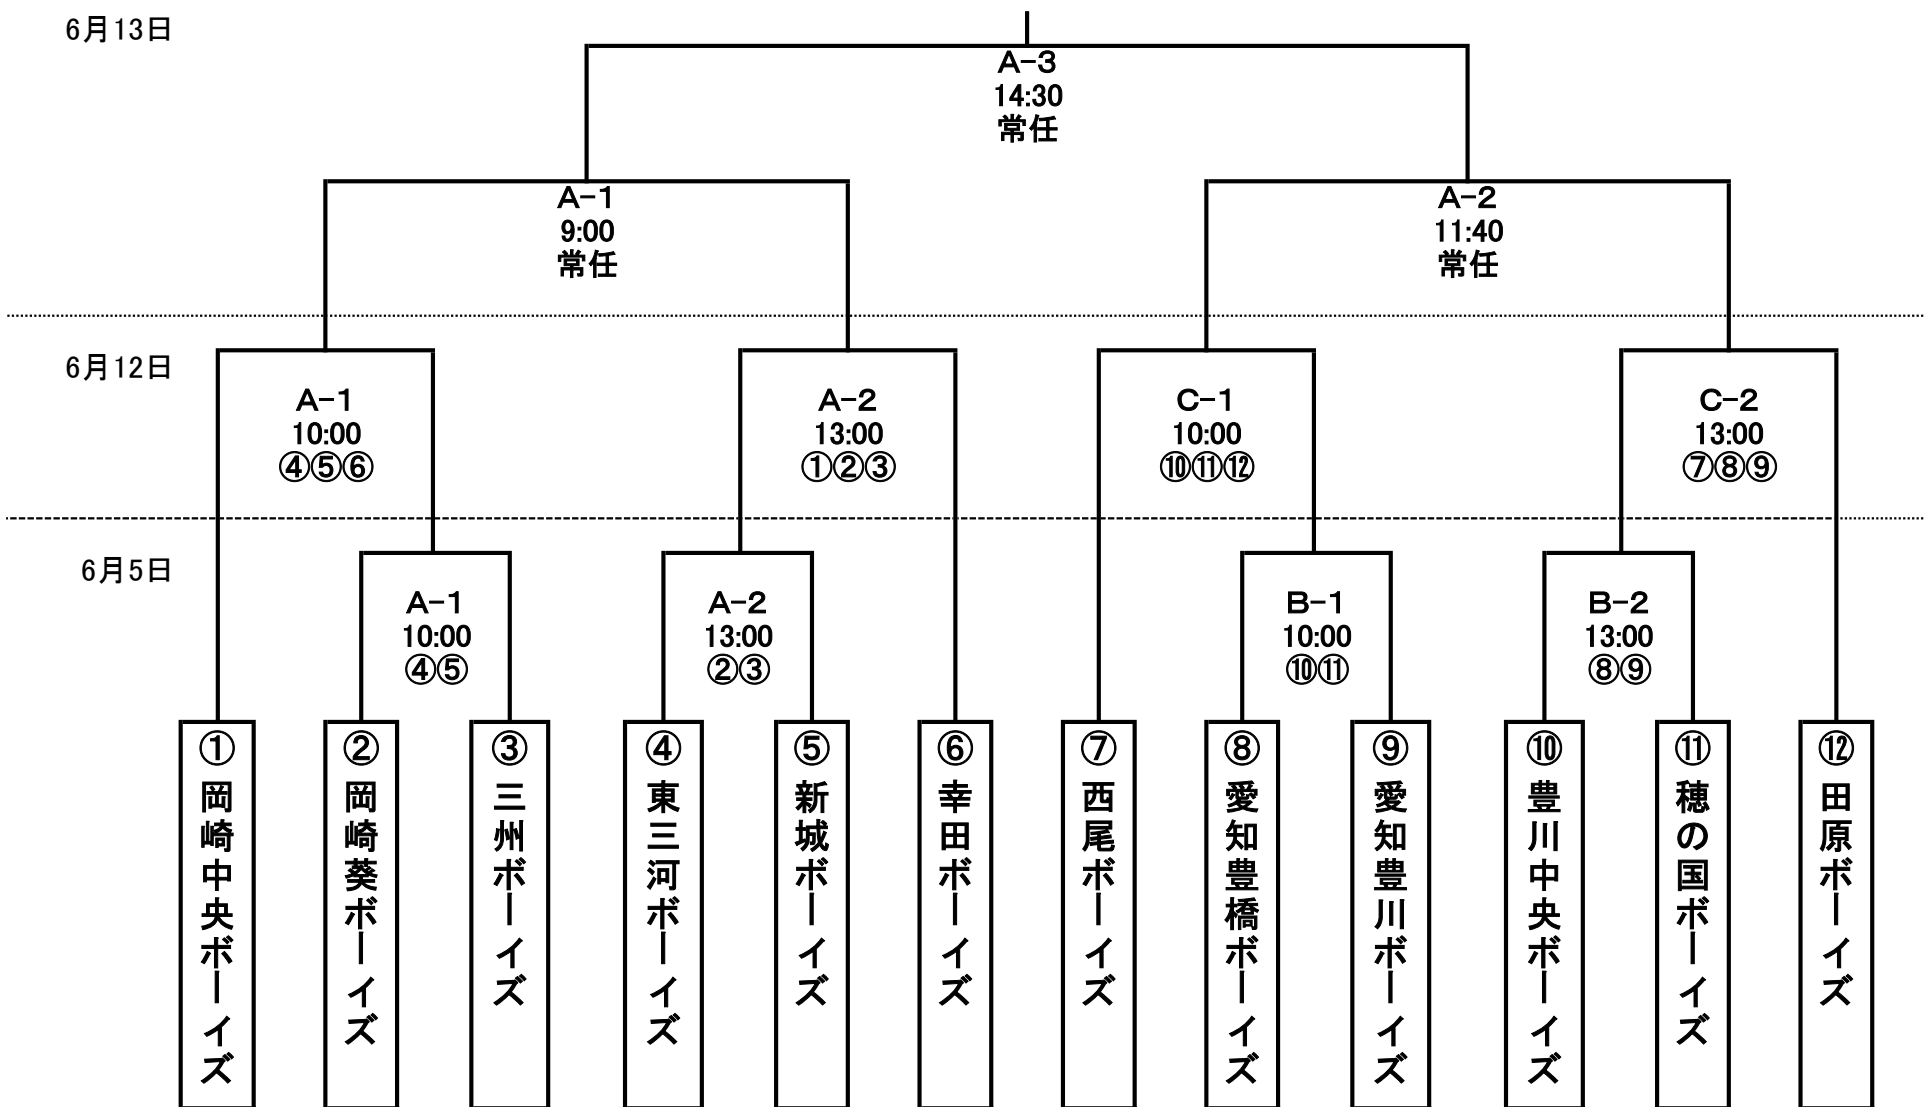 6月13日
A-3
14:30
常任
A-1
9:00
常任
A-2
11:40
常任
6月12日
A-1
10:00
④⑤⑥
A-2
13:00
①②③
C-1
10:00
⑩⑪⑫
C-2
13:00
⑦⑧⑨
6月5日
A-1
10:00
④⑤
A-2
13:00
②③
B-1
10:00
⑩⑪
B-2
13:00
⑧⑨
①岡崎中央ボーイズ
②岡崎葵ボーイズ
③三州ボーイズ
④東三河ボーイズ
⑤新城ボーイズ
⑥幸田ボーイズ
⑦西尾ボーイズ
⑧愛知豊橋ボーイズ
⑨愛知豊川ボーイズ
⑩豊川中央ボーイズ
⑪穂の国ボーイズ
⑫田原ボーイズ